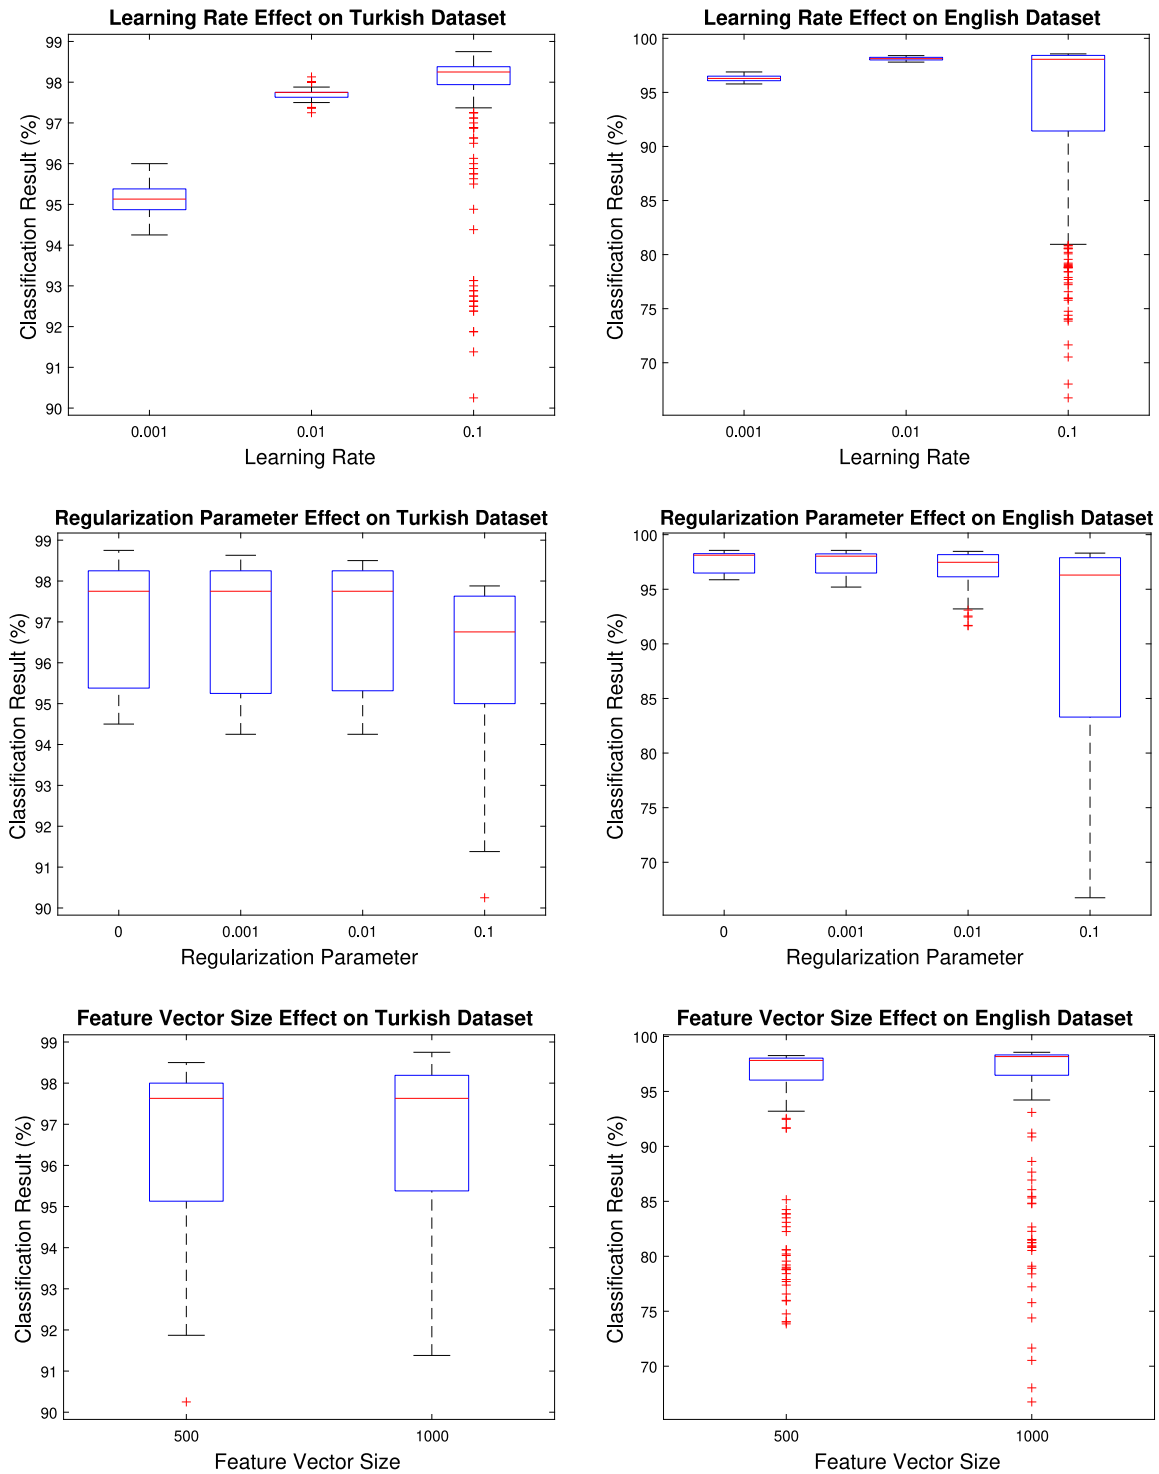 Learning Rate Effect on Turkish Dataset
99
98
97
96
95
94
93
92
91
90
Classification Result (%)
0.001 0.01 0.1
Learning Rate
Learning Rate Effect on English Dataset
100
95
90
85
80
75
70
Classification Result (%)
0.001 0.01 0.1
Learning Rate
Regularization Parameter Effect on Turkish Dataset
99
98
97
96
95
94
93
92
91
90
Classification Result (%)
0 0.001 0.01 0.1
Regularization Parameter
Regularization Parameter Effect on English Dataset
100
95
90
85
80
75
70
Classification Result (%)
0 0.001 0.01 0.1
Regularization Parameter
Feature Vector Size Effect on Turkish Dataset
99
98
97
96
95
94
93
92
91
90
Classification Result (%)
500 1000
Feature Vector Size
Feature Vector Size Effect on English Dataset
100
95
90
85
80
75
70
Classification Result (%)
500 1000
Feature Vector Size